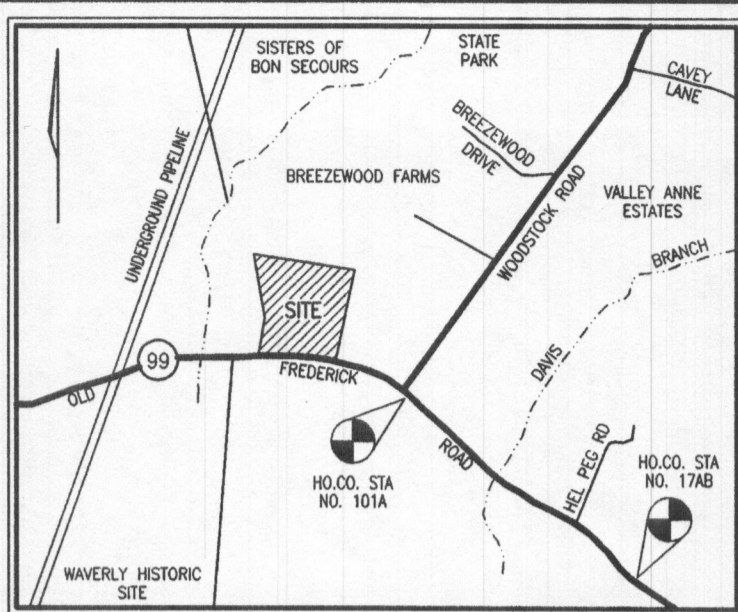 SISTERS OF
BON SECOURS
STATE
PARK
CAVEY
LANE
BREEZEWOOD
DRIVE
UNDERGROUND PIPELINE
BREEZEWOOD FARMS
WOODSTOCK ROAD
VALLEY ANNE
ESTATES
DAVIS BRANCH
SITE
OLD 99 FREDERICK ROAD
HO.CO. STA
NO. 101A
HEL PEG RD
HO.CO. STA
NO. 17AB
WAVERLY HISTORIC
SITE